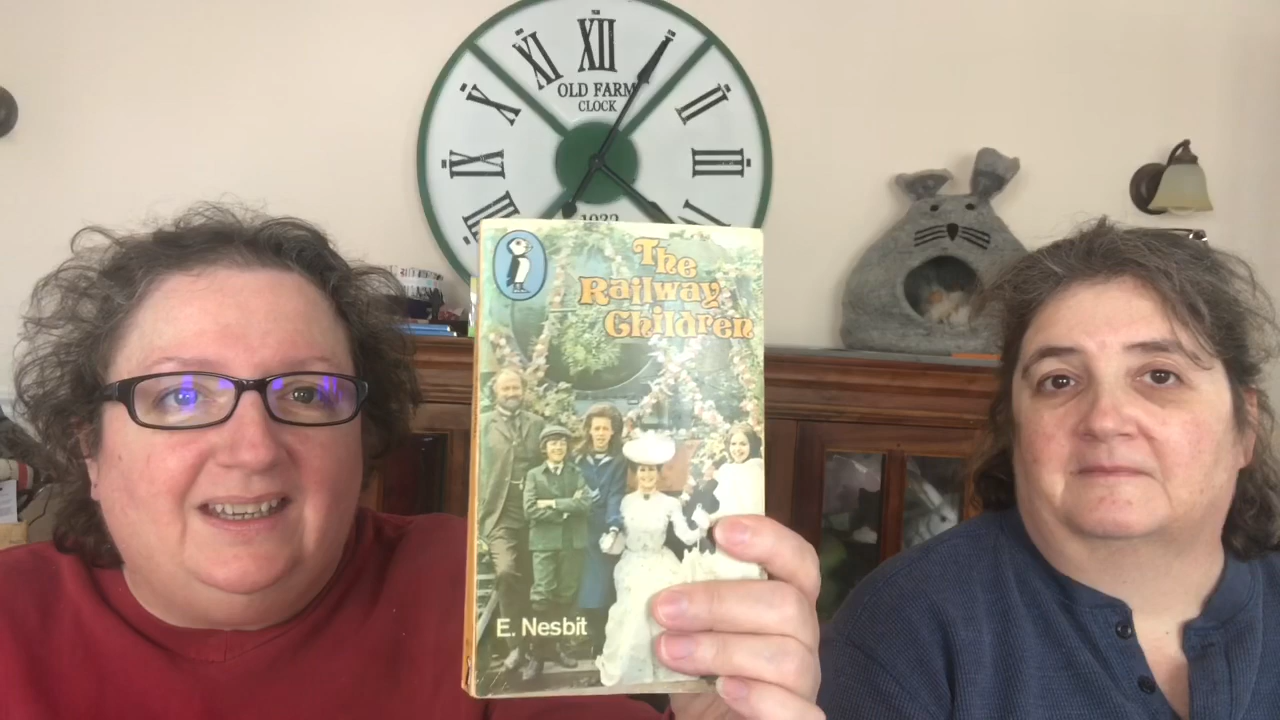 XII
XI
X
II
IX
III
OLD FARM
CLOCK
The
Railway
Children
E. Nesbit